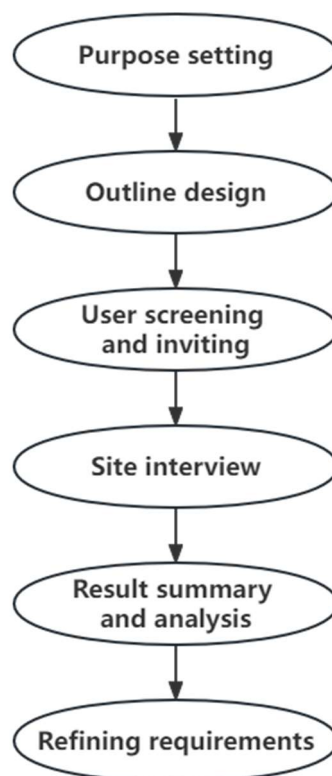 Purpose setting
Outline design
User screening
and inviting
Site interview
Result summary
and analysis
Refining requirements